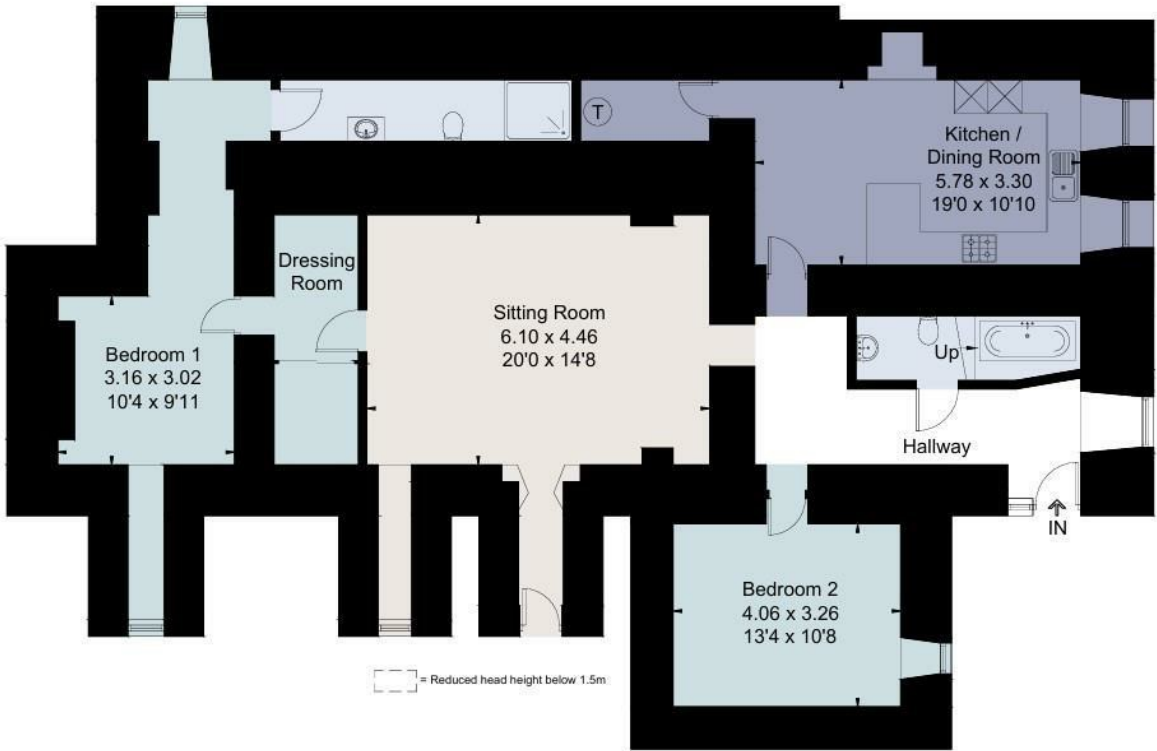 T
Kitchen /
Dining Room
5.78 x 3.30
19'0 x 10'10
Dressing
Room
Sitting Room
6.10 x 4.46
20'0 x 14'8
Up
Bedroom 1
3.16 x 3.02
10'4 x 9'11
Hallway
IN
Bedroom 2
4.06 x 3.26
13'4 x 10'8
= Reduced head height below 1.5m